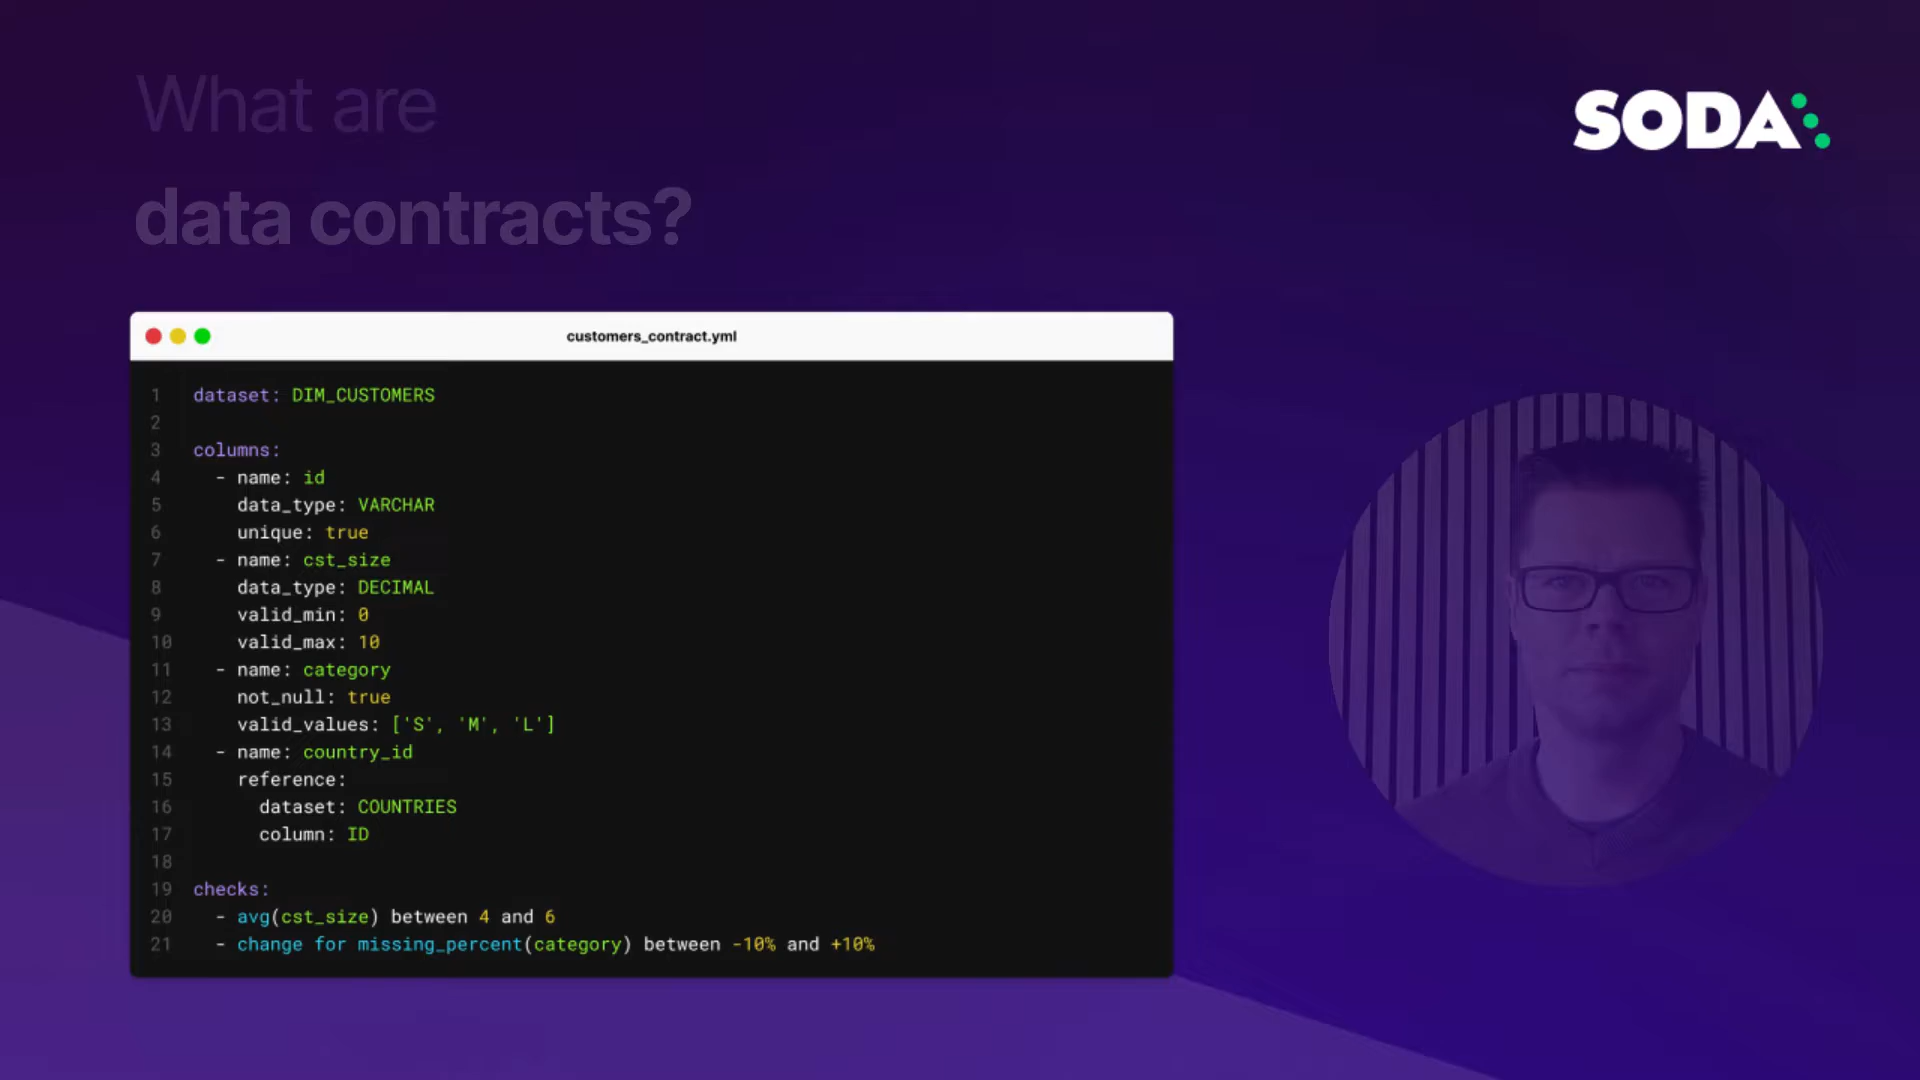 What are
data contracts?
SODA
customers_contract.yml
1 dataset: DIM_CUSTOMERS
2
3 columns:
4 - name: id
5 data_type: VARCHAR
6 unique: true
7 - name: cst_size
8 data_type: DECIMAL
9 valid_min: 0
10 valid_max: 10
11 - name: category
12 not_null: true
13 valid_values: ['S', 'M', 'L']
14 - name: country_id
15 reference:
16 dataset: COUNTRIES
17 column: ID
18
19 checks:
20 - avg(cst_size) between 4 and 6
21 - change for missing_percent(category) between -10% and +10%